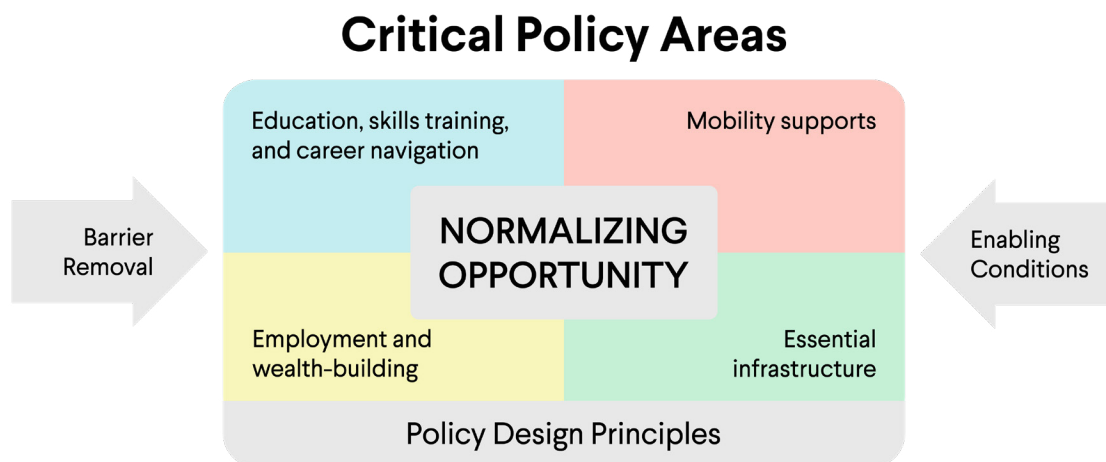 Critical Policy Areas
Education, skills training,
and career navigation
Mobility supports
Barrier
Removal
NORMALIZING
OPPORTUNITY
Enabling
Conditions
Employment and
wealth-building
Essential
infrastructure
Policy Design Principles